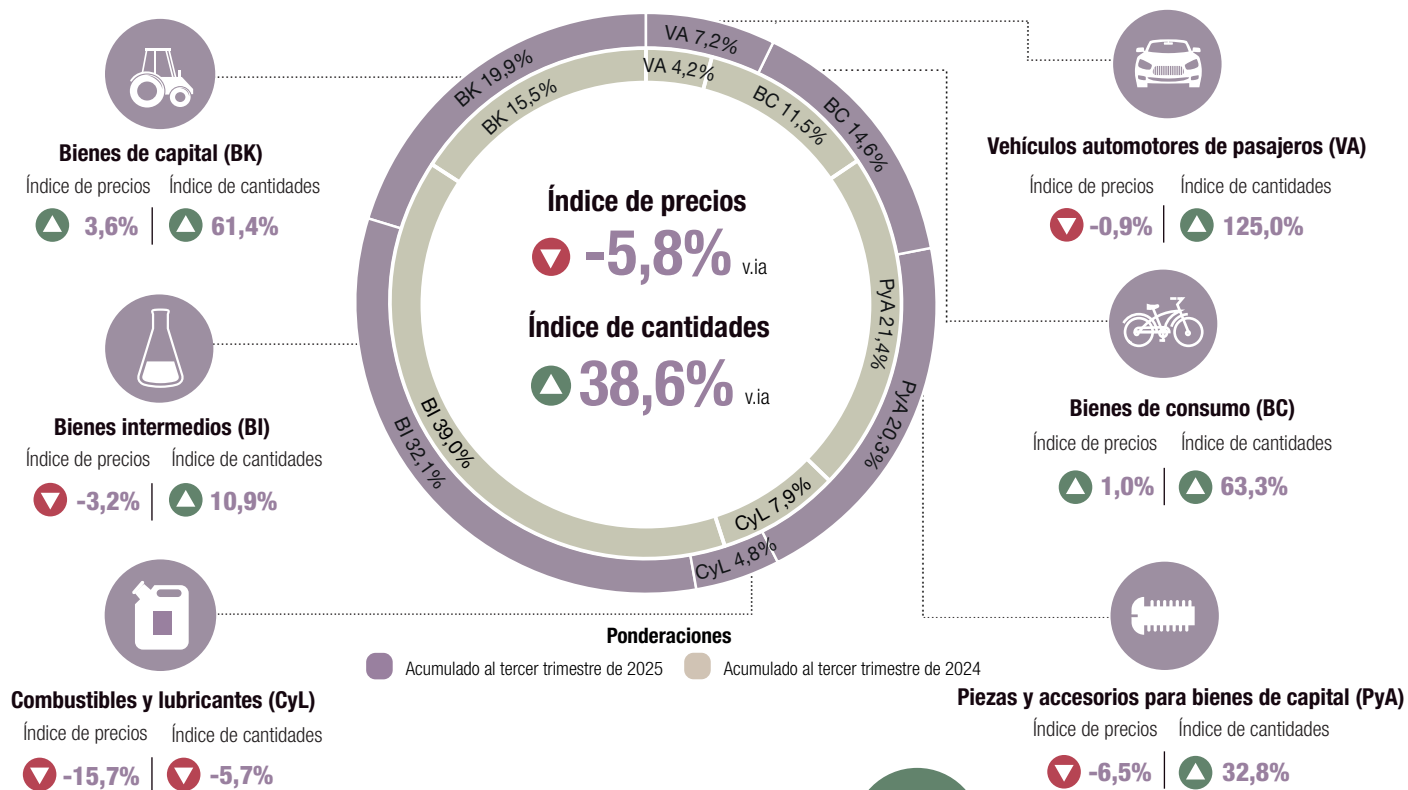 VA 7,2%
BC 14,6%
PyA 20,3%
CyL 4,8%
BI 32,1%
BK 19,9%
VA 4,2%
BC 11,5%
PyA 21,4%
CyL 7,9%
BI 39,0%
BK 15,5%
Índice de precios
-5,8% v.ia
Índice de cantidades
38,6% v.ia
Bienes de capital (BK)
Índice de precios Índice de cantidades
3,6% 61,4%
Bienes intermedios (BI)
Índice de precios Índice de cantidades
-3,2% 10,9%
Combustibles y lubricantes (CyL)
Índice de precios Índice de cantidades
-15,7% -5,7%
Vehículos automotores de pasajeros (VA)
Índice de precios Índice de cantidades
-0,9% 125,0%
Bienes de consumo (BC)
Índice de precios Índice de cantidades
1,0% 63,3%
Piezas y accesorios para bienes de capital (PyA)
Índice de precios Índice de cantidades
-6,5% 32,8%
Ponderaciones
Acumulado al tercer trimestre de 2025 Acumulado al tercer trimestre de 2024